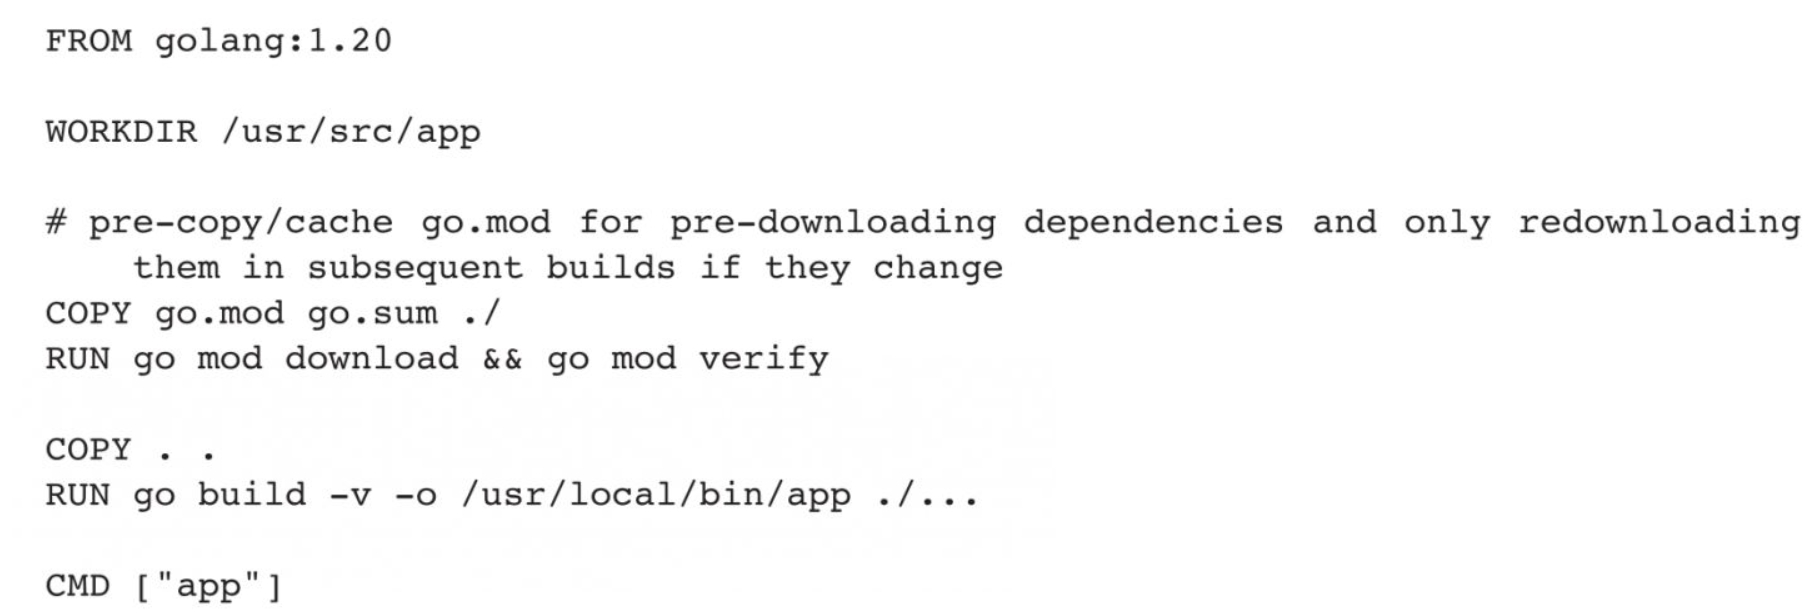 FROM golang:1.20
WORKDIR /usr/src/app
# pre-copy/cache go.mod for pre-downloading dependencies and only redownloading
them in subsequent builds if they change
COPY go.mod go.sum ./
RUN go mod download && go mod verify
COPY . .
RUN go build -v -o /usr/local/bin/app ./...
CMD ["app"]